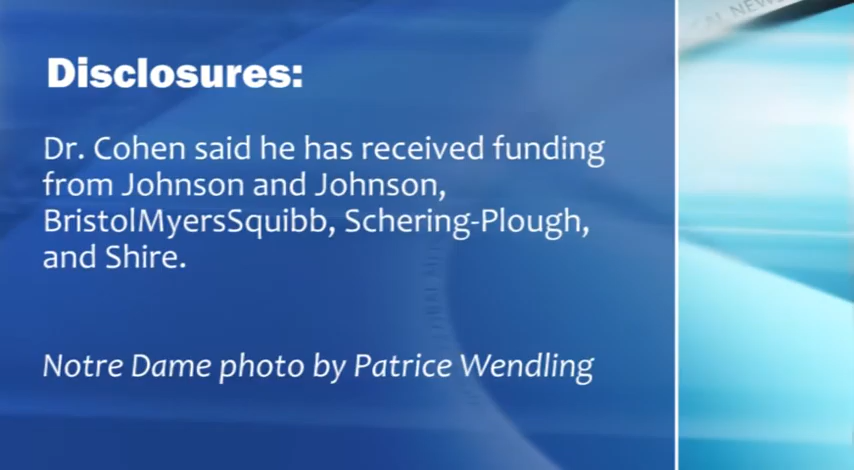 Disclosures:
Dr. Cohen said he has received funding
from Johnson and Johnson,
BristolMyersSquibb, Schering-Plough,
and Shire.
Notre Dame photo by Patrice Wendling